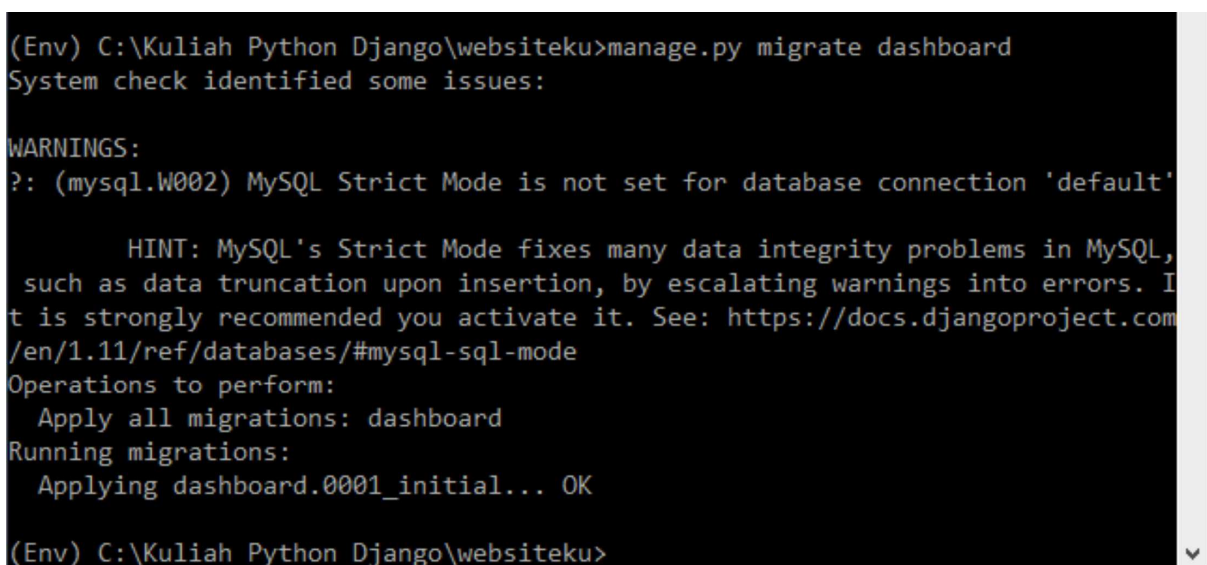 (Env) C:\Kuliah Python Django\websiteku>manage.py migrate dashboard
System check identified some issues:
WARNINGS:
?: (mysql.W002) MySQL Strict Mode is not set for database connection 'default'
HINT: MySQL's Strict Mode fixes many data integrity problems in MySQL,
such as data truncation upon insertion, by escalating warnings into errors. I
t is strongly recommended you activate it. See: https://docs.djangoproject.com
/en/1.11/ref/databases/#mysql-sql-mode
Operations to perform:
Apply all migrations: dashboard
Running migrations:
Applying dashboard.0001_initial... OK
(Env) C:\Kuliah Python Django\websiteku>